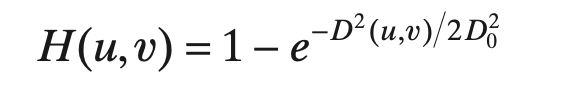 H(u, v) = 1 − e^{−D²(u,v)/2D₀²}